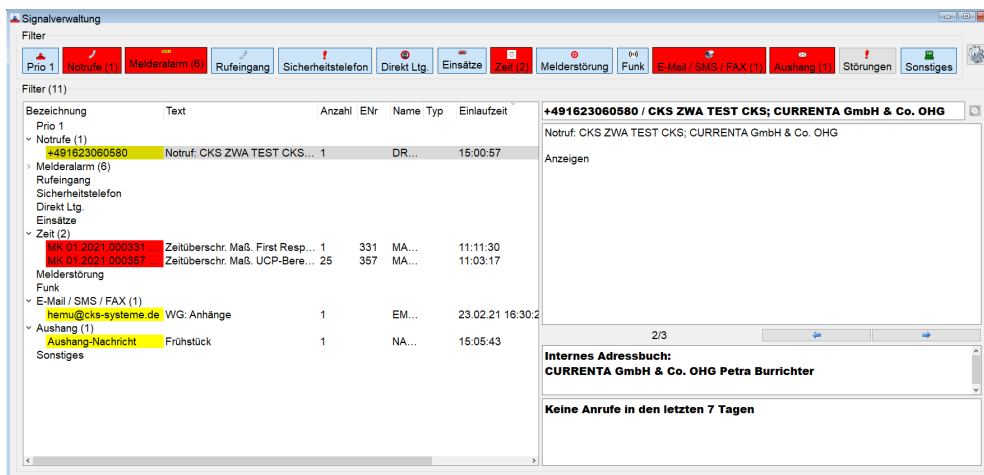 Signalverwaltung
Filter
Prio 1 Notrufe (1) Melderalarm (6) Rufeingang Sicherheitstelefon Direkt Ltg. Einsätze Zeit (2) Melderstörung Funk E-Mail / SMS / FAX (1) Aushang (1) Störungen Sonstiges
Filter (11)
Bezeichnung Text Anzahl ENr Name Typ Einlaufzeit
Prio 1
Notrufe (1)
+491623060580 Notruf: CKS ZWA TEST CKS... 1 DR... 15:00:57
Melderalarm (6)
Rufeingang
Sicherheitstelefon
Direkt Ltg.
Einsätze
Zeit (2)
MK 01.2021.000331 ... Zeitüberschr. Maß. First Resp... 1 331 MA... 11:11:30
MK 01.2021.000357 ... Zeitüberschr. Maß. UCP-Bere... 25 357 MA... 11:03:17
Melderstörung
Funk
E-Mail / SMS / FAX (1)
hemu@cks-systeme.de WG: Anhänge 1 EM... 23.02.21 16:30:2
Aushang (1)
Aushang-Nachricht Frühstück 1 NA... 15:05:43
Sonstiges
+491623060580 / CKS ZWA TEST CKS; CURRENTA GmbH & Co. OHG
Notruf: CKS ZWA TEST CKS; CURRENTA GmbH & Co. OHG
Anzeigen
2/3
Internes Adressbuch:
CURRENTA GmbH & Co. OHG Petra Burrichter
Keine Anrufe in den letzten 7 Tagen